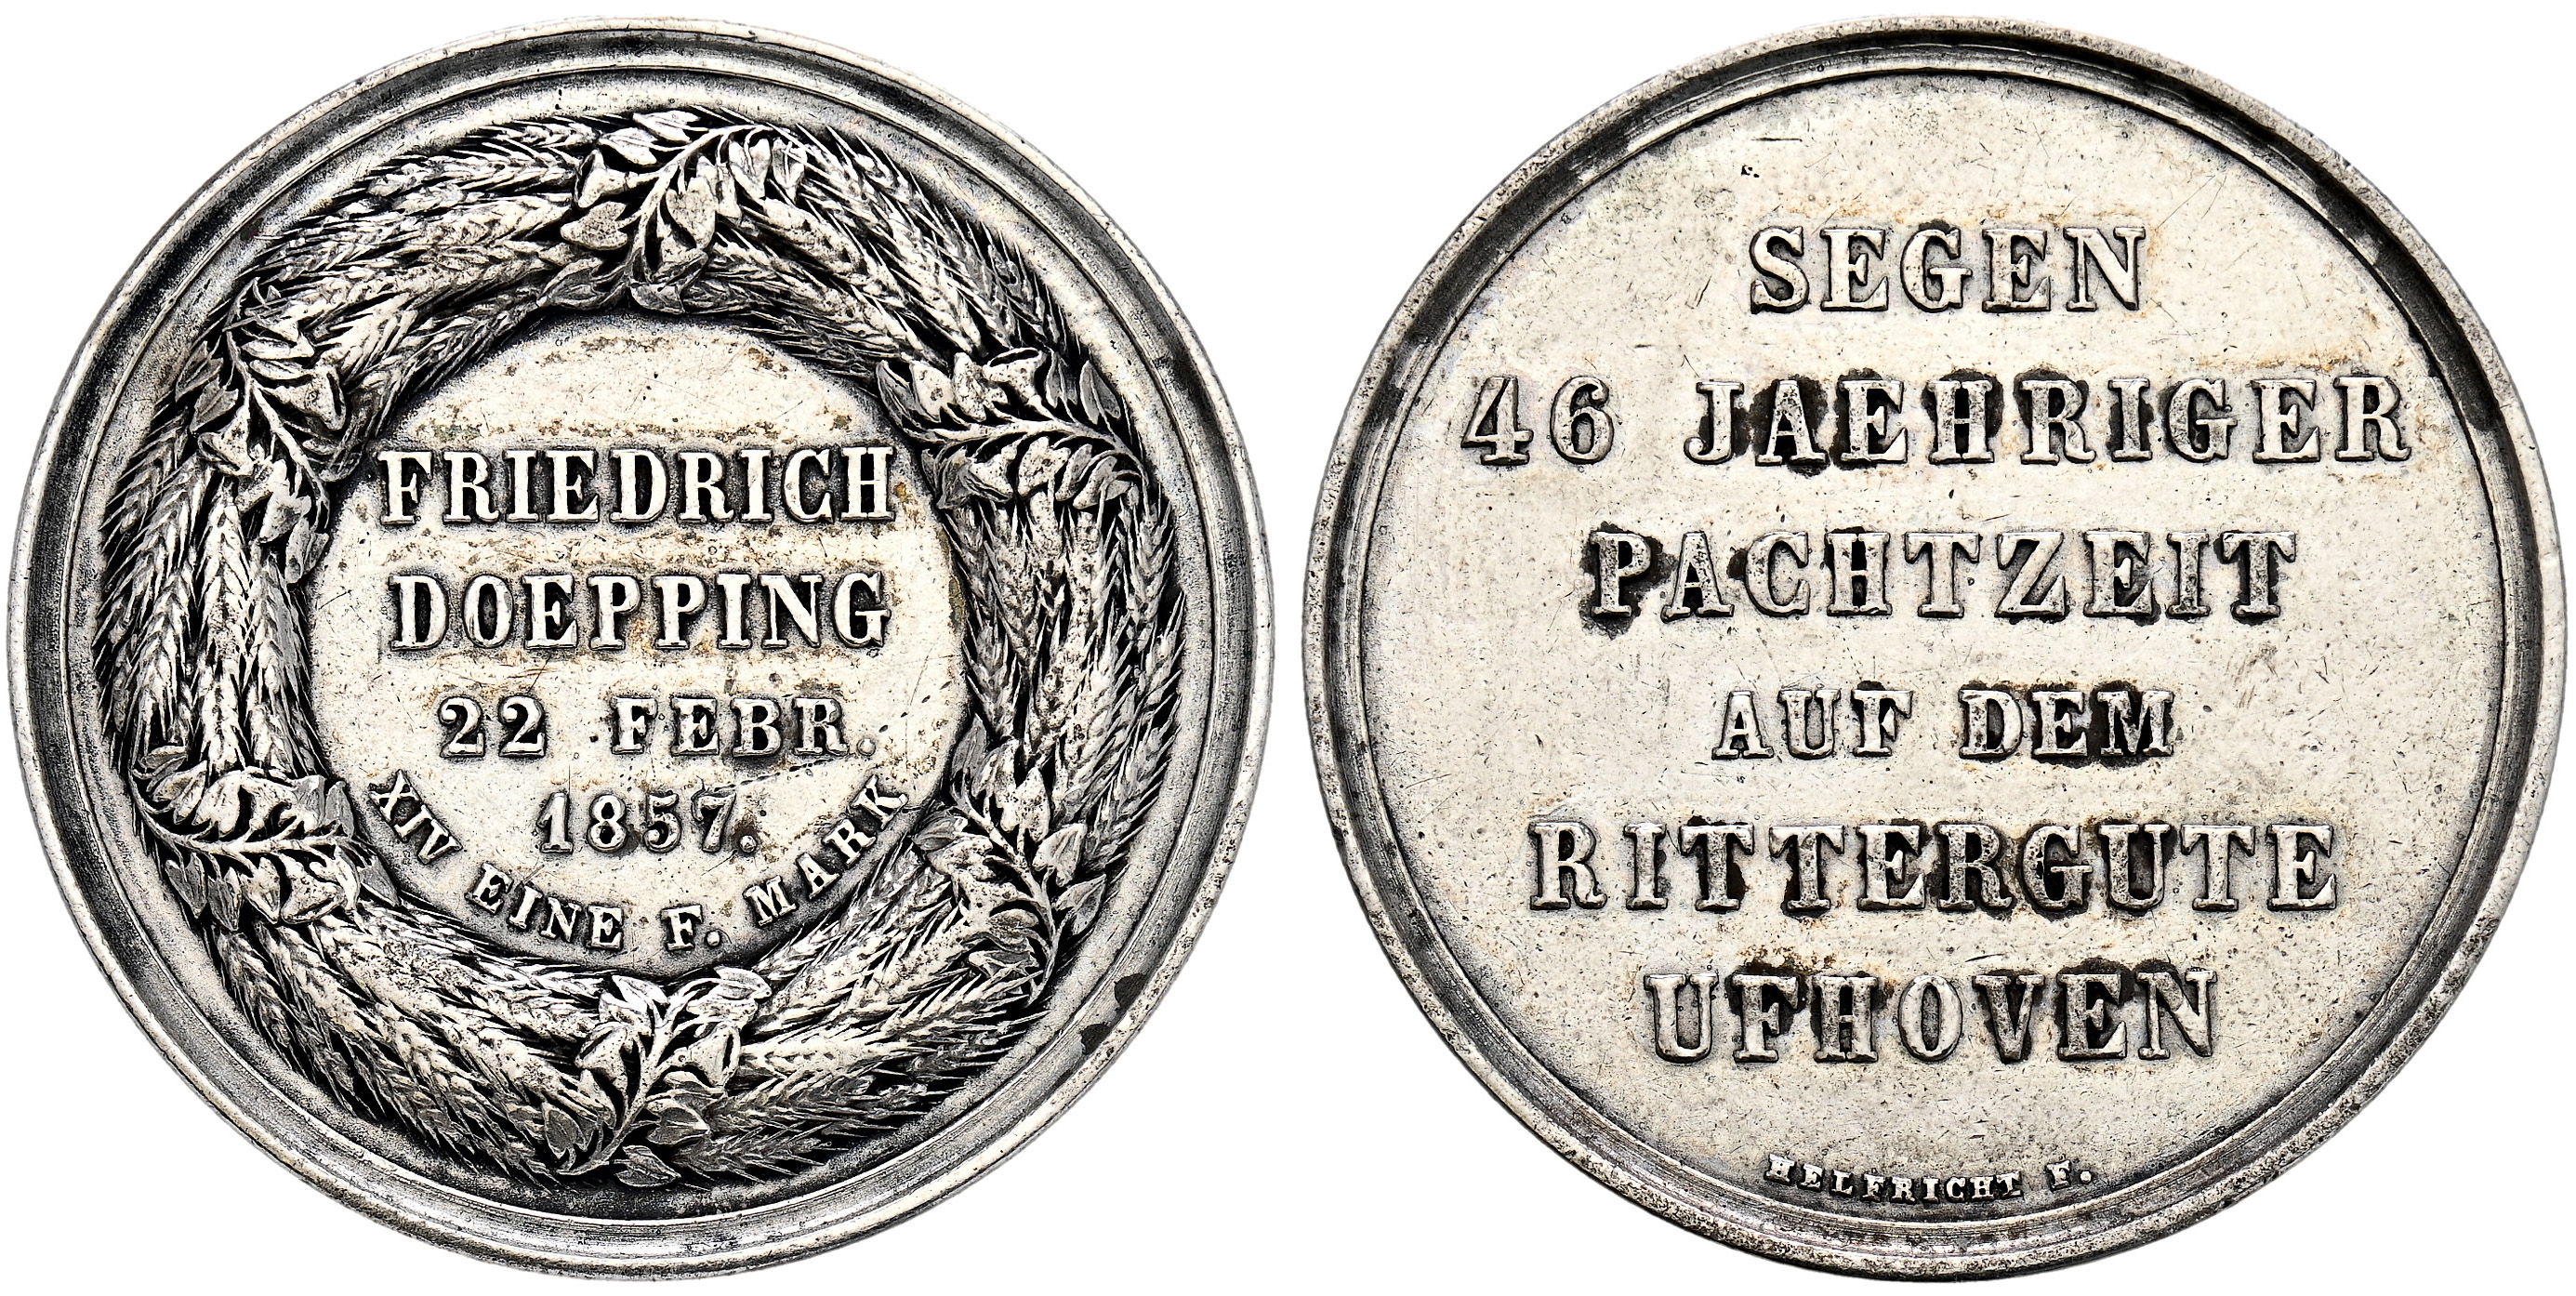 FRIEDRICH
DOEPPING
22 FEBR.
1857.
XIV EINE F. MARK
SEGEN
46 JAEHRIGER
PACHTZEIT
AUF DEM
RITTERGUTE
UFHOVEN
HELFRICHT F.